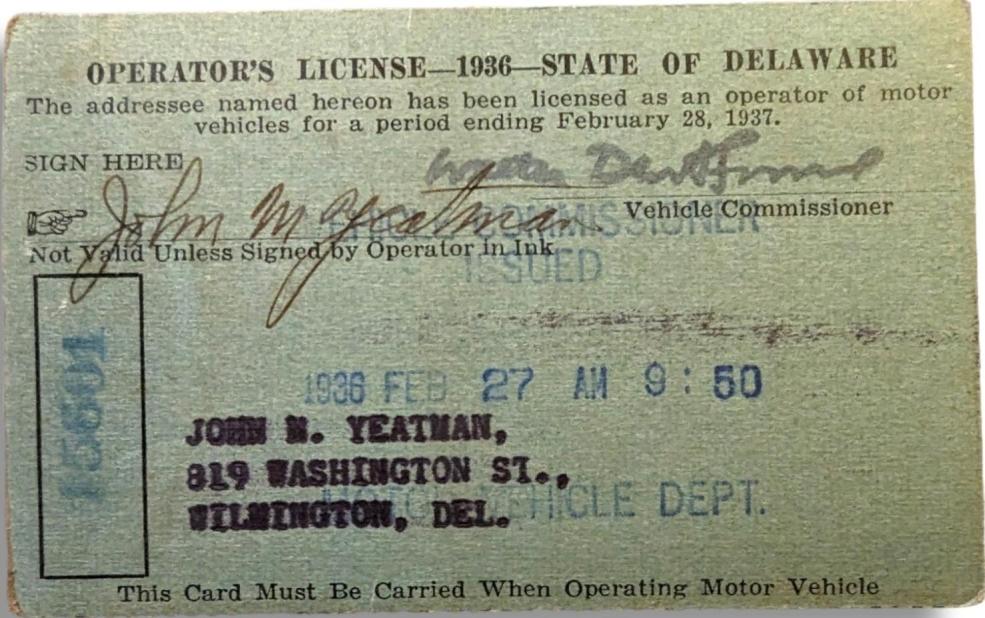 OPERATOR'S LICENSE—1936—STATE OF DELAWARE
The addressee named hereon has been licensed as an operator of motor
vehicles for a period ending February 28, 1937.
SIGN HERE
John M Yeatman
Vehicle Commissioner
COMMISSIONER
Not Valid Unless Signed by Operator in Ink
ISSUED
1936 FEB 27 AM 9:50
JOHN M. YEATMAN,
819 WASHINGTON ST.,
WILMINGTON, DEL.
MOTOR VEHICLE DEPT.
This Card Must Be Carried When Operating Motor Vehicle